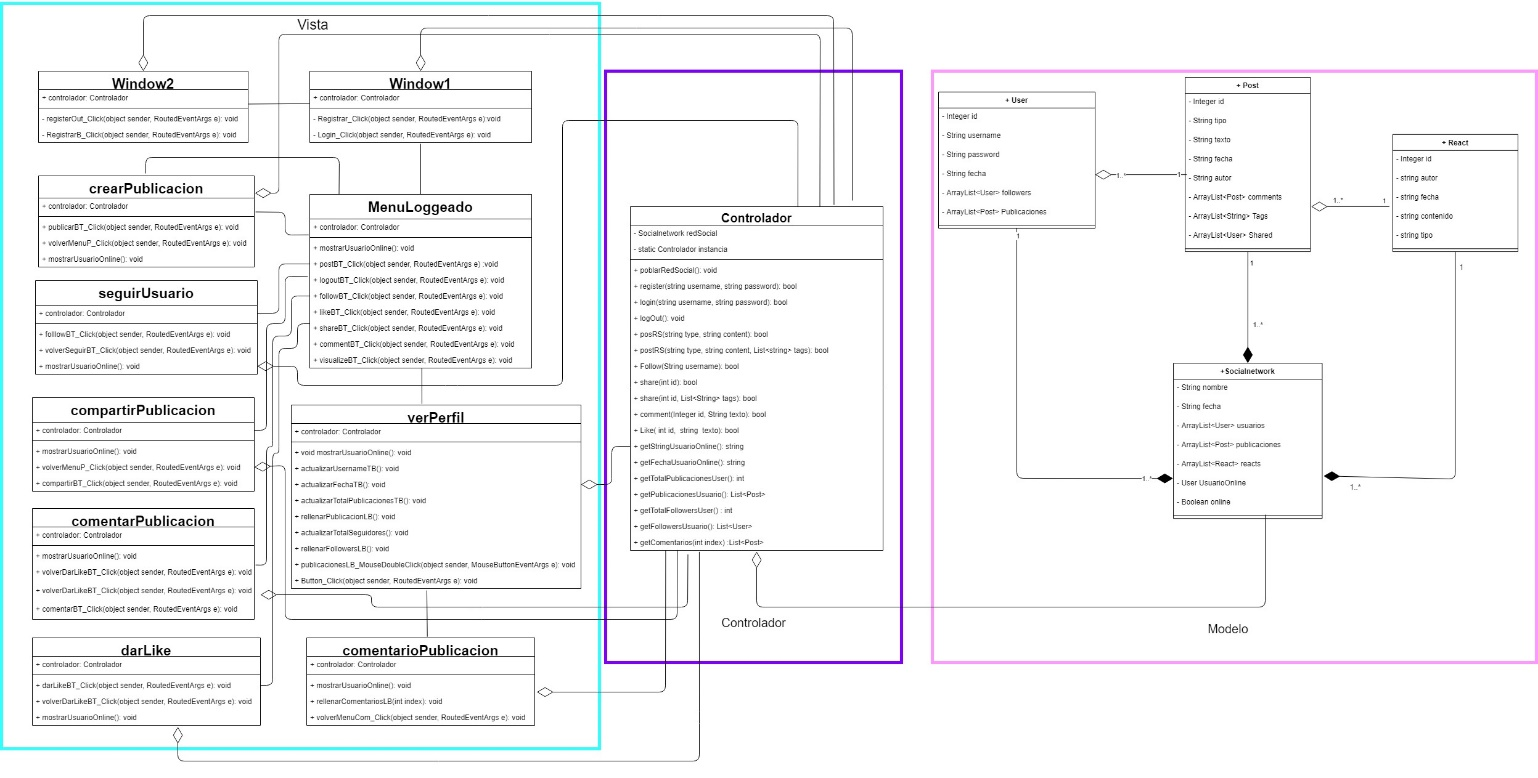 Vista
Window2
+ controlador: Controlador
- registerOut_Click(object sender, RoutedEventArgs e): void
- RegistrarB_Click(object sender, RoutedEventArgs e): void
Window1
+ controlador: Controlador
- Registrar_Click(object sender, RoutedEventArgs e):void
- Login_Click(object sender, RoutedEventArgs e): void
crearPublicacion
+ controlador: Controlador
+ publicarBT_Click(object sender, RoutedEventArgs e): void
+ volverMenuP_Click(object sender, RoutedEventArgs e): void
+ mostrarUsuarioOnline(): void
MenuLoggeado
+ controlador: Controlador
+ mostrarUsuarioOnline(): void
+ postBT_Click(object sender, RoutedEventArgs e) :void
+ logoutBT_Click(object sender, RoutedEventArgs e): void
+ followBT_Click(object sender, RoutedEventArgs e): void
+ likeBT_Click(object sender, RoutedEventArgs e): void
+ shareBT_Click(object sender, RoutedEventArgs e): void
+ commentBT_Click(object sender, RoutedEventArgs e): void
+ visualizeBT_Click(object sender, RoutedEventArgs e): void
seguirUsuario
+ controlador: Controlador
+ folllowBT_Click(object sender, RoutedEventArgs e): void
+ volverSeguirBT_Click(object sender, RoutedEventArgs e): void
+ mostrarUsuarioOnline(): void
compartirPublicacion
+ controlador: Controlador
+ mostrarUsuarioOnline(): void
+ volverMenuP_Click(object sender, RoutedEventArgs e): void
+ compartirBT_Click(object sender, RoutedEventArgs e): void
verPerfil
+ controlador: Controlador
+ void mostrarUsuarioOnline(): void
+ actualizarUsernameTB(): void
+ actualizarFechaTB(): void
+ actualizarTotalPublicacionesTB(): void
+ rellenarPublicacionLB(): void
+ actualizarTotalSeguidores(): void
+ rellenarFollowersLB(): void
+ publicacionesLB_MouseDoubleClick(object sender, MouseButtonEventArgs e): void
+ Button_Click(object sender, RoutedEventArgs e): void
comentarPublicacion
+ controlador: Controlador
+ mostrarUsuarioOnline(): void
+ volverDarLikeBT_Click(object sender, RoutedEventArgs e): void
+ volverDarLikeBT_Click(object sender, RoutedEventArgs e): void
+ comentarBT_Click(object sender, RoutedEventArgs e): void
darLike
+ controlador: Controlador
+ darLikeBT_Click(object sender, RoutedEventArgs e): void
+ volverDarLikeBT_Click(object sender, RoutedEventArgs e): void
+ mostrarUsuarioOnline(): void
comentarioPublicacion
+ controlador: Controlador
+ mostrarUsuarioOnline(): void
+ rellenarComentariosLB(int index): void
+ volverMenuCom_Click(object sender, RoutedEventArgs e): void
Controlador
- Socialnetwork redSocial
- static Controlador instancia
+ poblarRedSocial(): void
+ register(string username, string password): bool
+ login(string username, string password): bool
+ logOut(): void
+ posRS(string type, string content): bool
+ postRS(string type, string content, List<string> tags): bool
+ Follow(String username): bool
+ share(int id): bool
+ share(int id, List<String> tags): bool
+ comment(Integer id, String texto): bool
+ Like( int id, string texto): bool
+ getStringUsuarioOnline(): string
+ getFechaUsuarioOnline(): string
+ getTotalPublicacionesUser(): int
+ getPublicacionesUsuario(): List<Post>
+ getTotalFollowersUser() : int
+ getFollowersUsuario(): List<User>
+ getComentarios(int index) :List<Post>
Controlador
+ User
- Integer id
- String username
- String password
- String fecha
- ArrayList<User> followers
- ArrayList<Post> Publicaciones
1..*
1
1
+ Post
- Integer id
- String tipo
- String texto
- String fecha
- String autor
- ArrayList<Post> comments
- ArrayList<String> Tags
- ArrayList<User> Shared
1..*
1
+ React
- Integer id
- string autor
- string fecha
- string contenido
- string tipo
1
1
1..*
+Socialnetwork
- String nombre
- String fecha
- ArrayList<User> usuarios
- ArrayList<Post> publicaciones
- ArrayList<React> reacts
- User UsuarioOnline
- Boolean online
1..*
1..*
Modelo